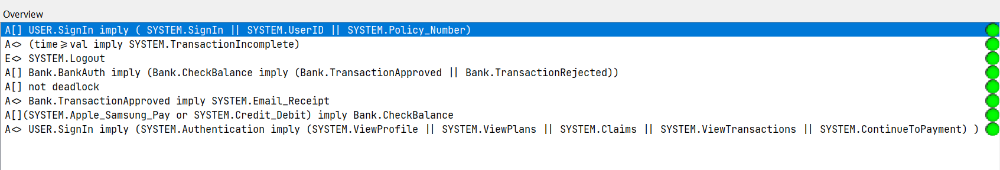 Overview
A[] USER.SignIn imply ( SYSTEM.SignIn || SYSTEM.UserID || SYSTEM.Policy_Number)
A<> (time>=val imply SYSTEM.TransactionIncomplete)
E<> SYSTEM.Logout
A[] Bank.BankAuth imply (Bank.CheckBalance imply (Bank.TransactionApproved || Bank.TransactionRejected))
A[] not deadlock
A<> Bank.TransactionApproved imply SYSTEM.Email_Receipt
A[](SYSTEM.Apple_Samsung_Pay or SYSTEM.Credit_Debit) imply Bank.CheckBalance
A<> USER.SignIn imply (SYSTEM.Authentication imply (SYSTEM.ViewProfile || SYSTEM.ViewPlans || SYSTEM.Claims || SYSTEM.ViewTransactions || SYSTEM.ContinueToPayment) )